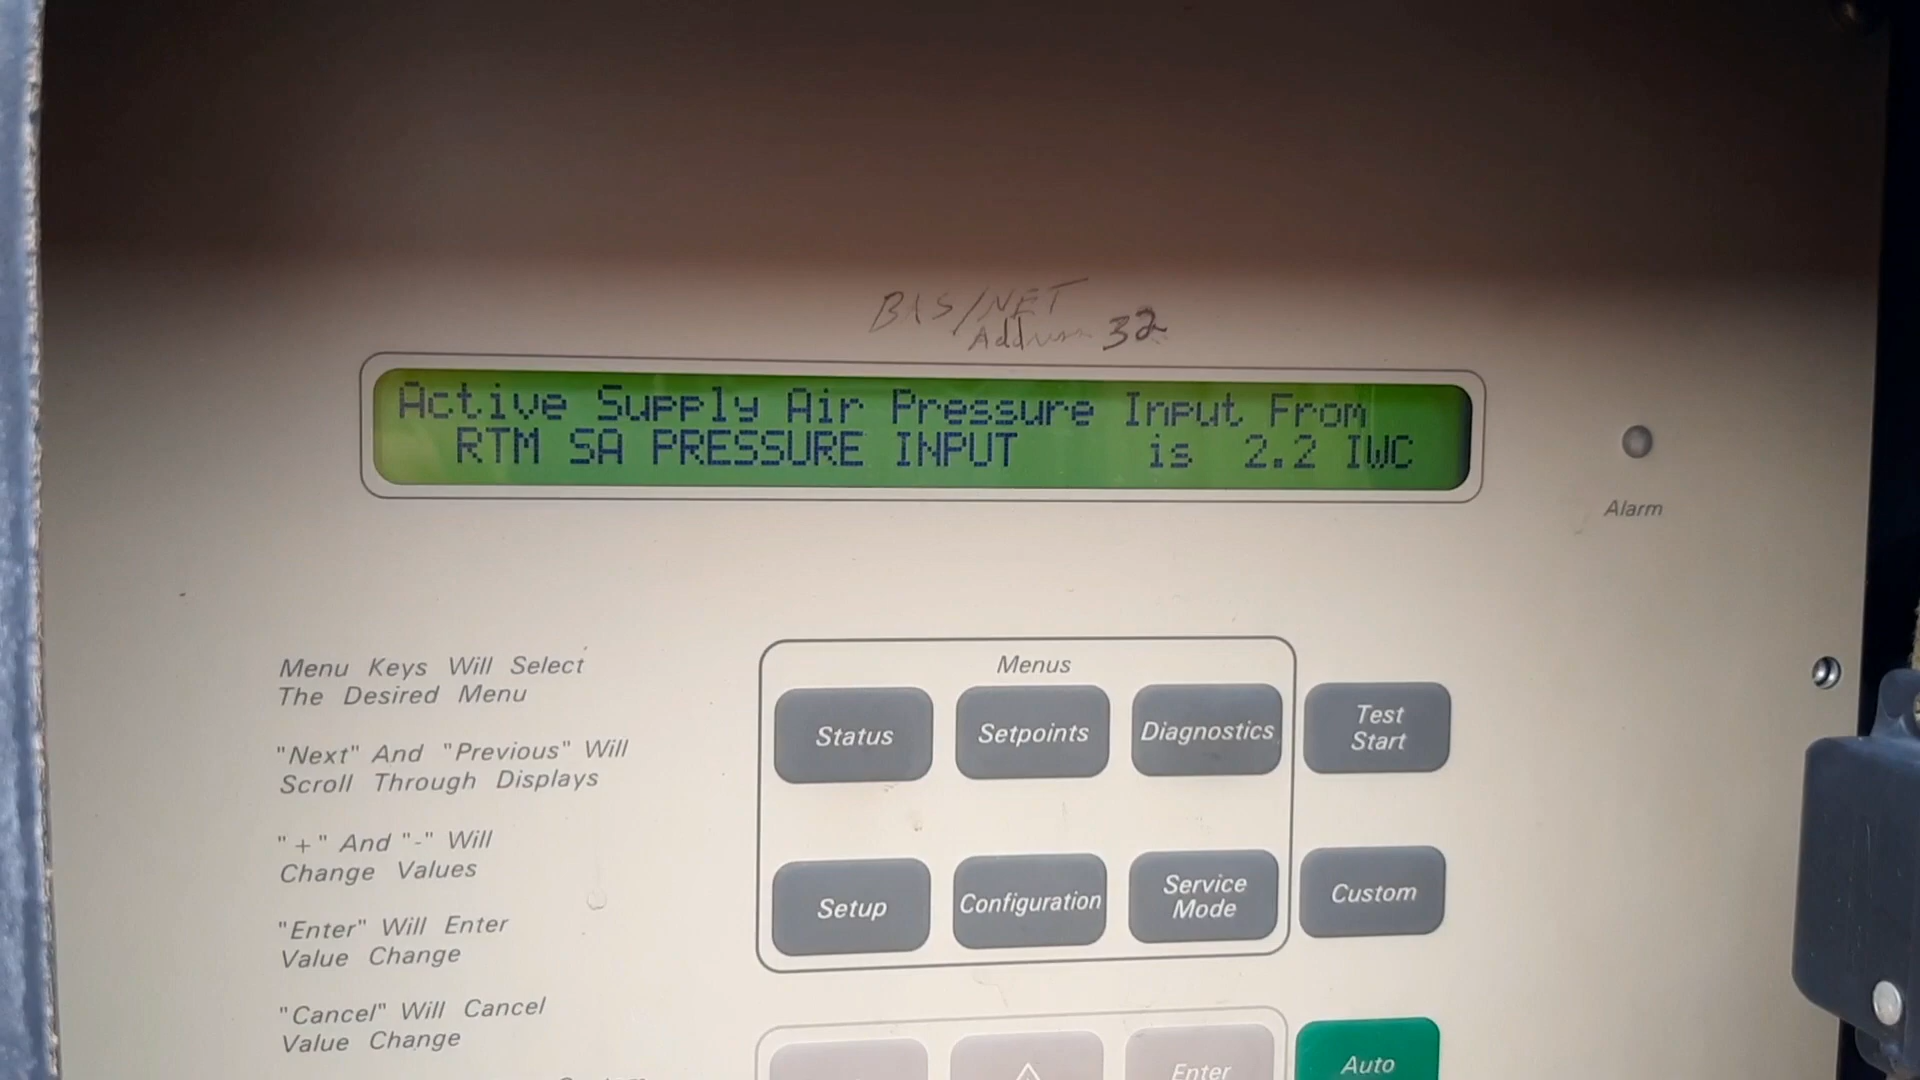 BAS/NET
Address 32
Active Supply Air Pressure Input From
RTM SA PRESSURE INPUT is 2.2 IWC
Alarm
Menu Keys Will Select
The Desired Menu
"Next" And "Previous" Will
Scroll Through Displays
"+" And "-" Will
Change Values
"Enter" Will Enter
Value Change
"Cancel" Will Cancel
Value Change
Menus
Status
Setpoints
Diagnostics
Test
Start
Setup
Configuration
Service
Mode
Custom
Enter
Auto